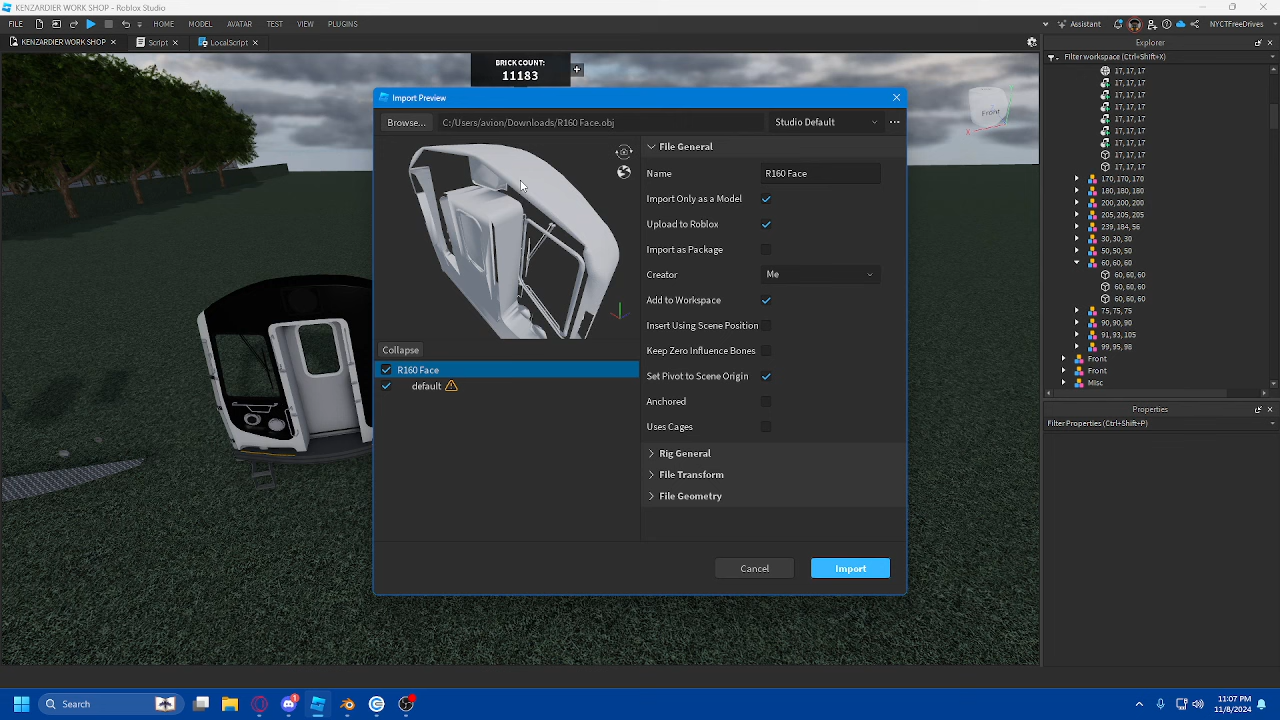 KENZARDIER WORK SHOP - Roblox Studio
FILE
HOME
MODEL
AVATAR
TEST
VIEW
PLUGINS
Assistant
NYCTFreeDrives
KENZARDIER WORK SHOP
Script
LocalScript
Explorer
Filter workspace (Ctrl+Shift+X)
BRICK COUNT:
11183
Import Preview
Browse...
C:/Users/avion/Downloads/R160 Face.obj
Studio Default
Collapse
R160 Face
default
File General
Name
R160 Face
Import Only as a Model
Upload to Roblox
Import as Package
Creator
Me
Add to Workspace
Insert Using Scene Position
Keep Zero Influence Bones
Set Pivot to Scene Origin
Anchored
Uses Cages
Rig General
File Transform
File Geometry
Cancel
Import
Front
17, 17, 17
17, 17, 17
17, 17, 17
17, 17, 17
17, 17, 17
17, 17, 17
17, 17, 17
17, 17, 17
17, 17, 17
170, 170, 170
180, 180, 180
200, 200, 200
205, 205, 205
239, 184, 56
30, 30, 30
50, 50, 50
60, 60, 60
60, 60, 60
60, 60, 60
60, 60, 60
75, 75, 75
90, 90, 90
91, 93, 105
99, 95, 98
Front
Front
Misc
Properties
Filter Properties (Ctrl+Shift+P)
Search
1
11:07 PM
11/8/2024